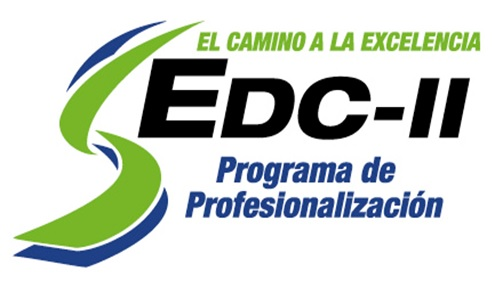 EL CAMINO A LA EXCELENCIA
EDC-II
Programa de
Profesionalización